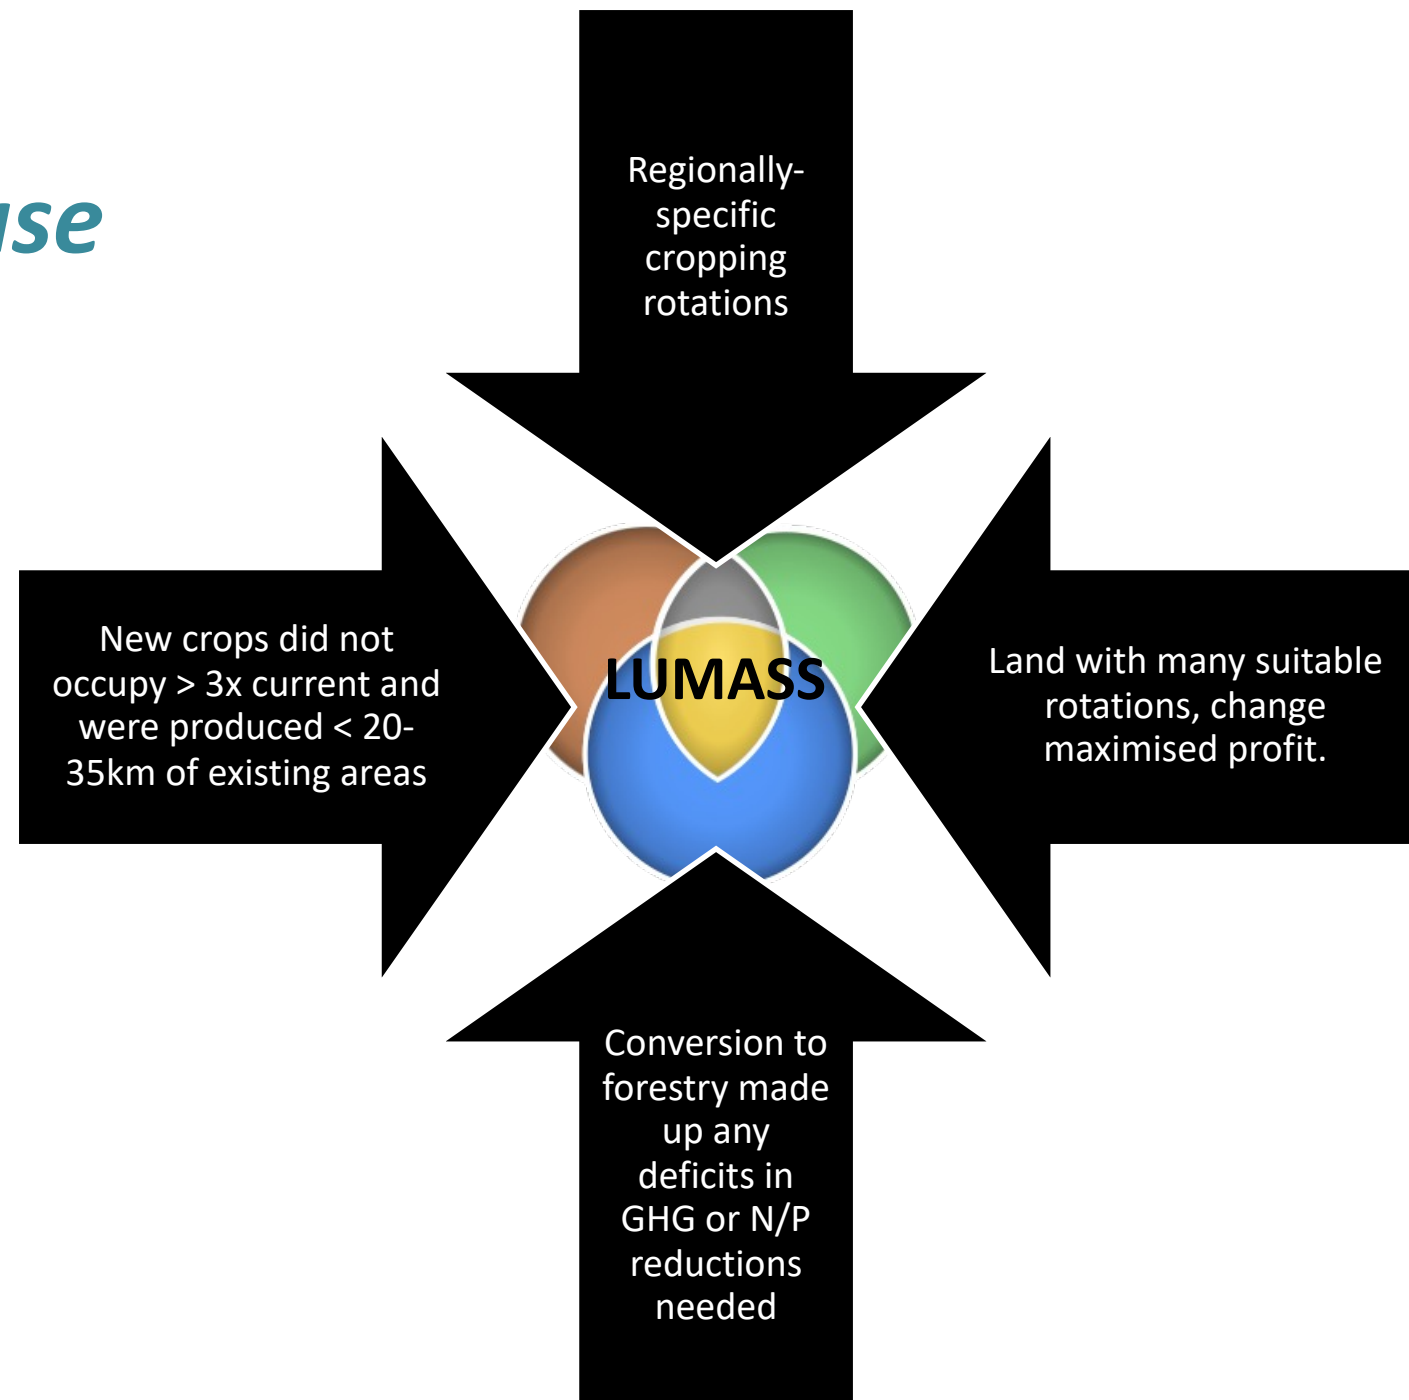 use
Regionally-
specific
cropping
rotations
New crops did not
occupy > 3x current and
were produced < 20-
35km of existing areas
LUMASS
Land with many suitable
rotations, change
maximised profit.
Conversion to
forestry made
up any
deficits in
GHG or N/P
reductions
needed